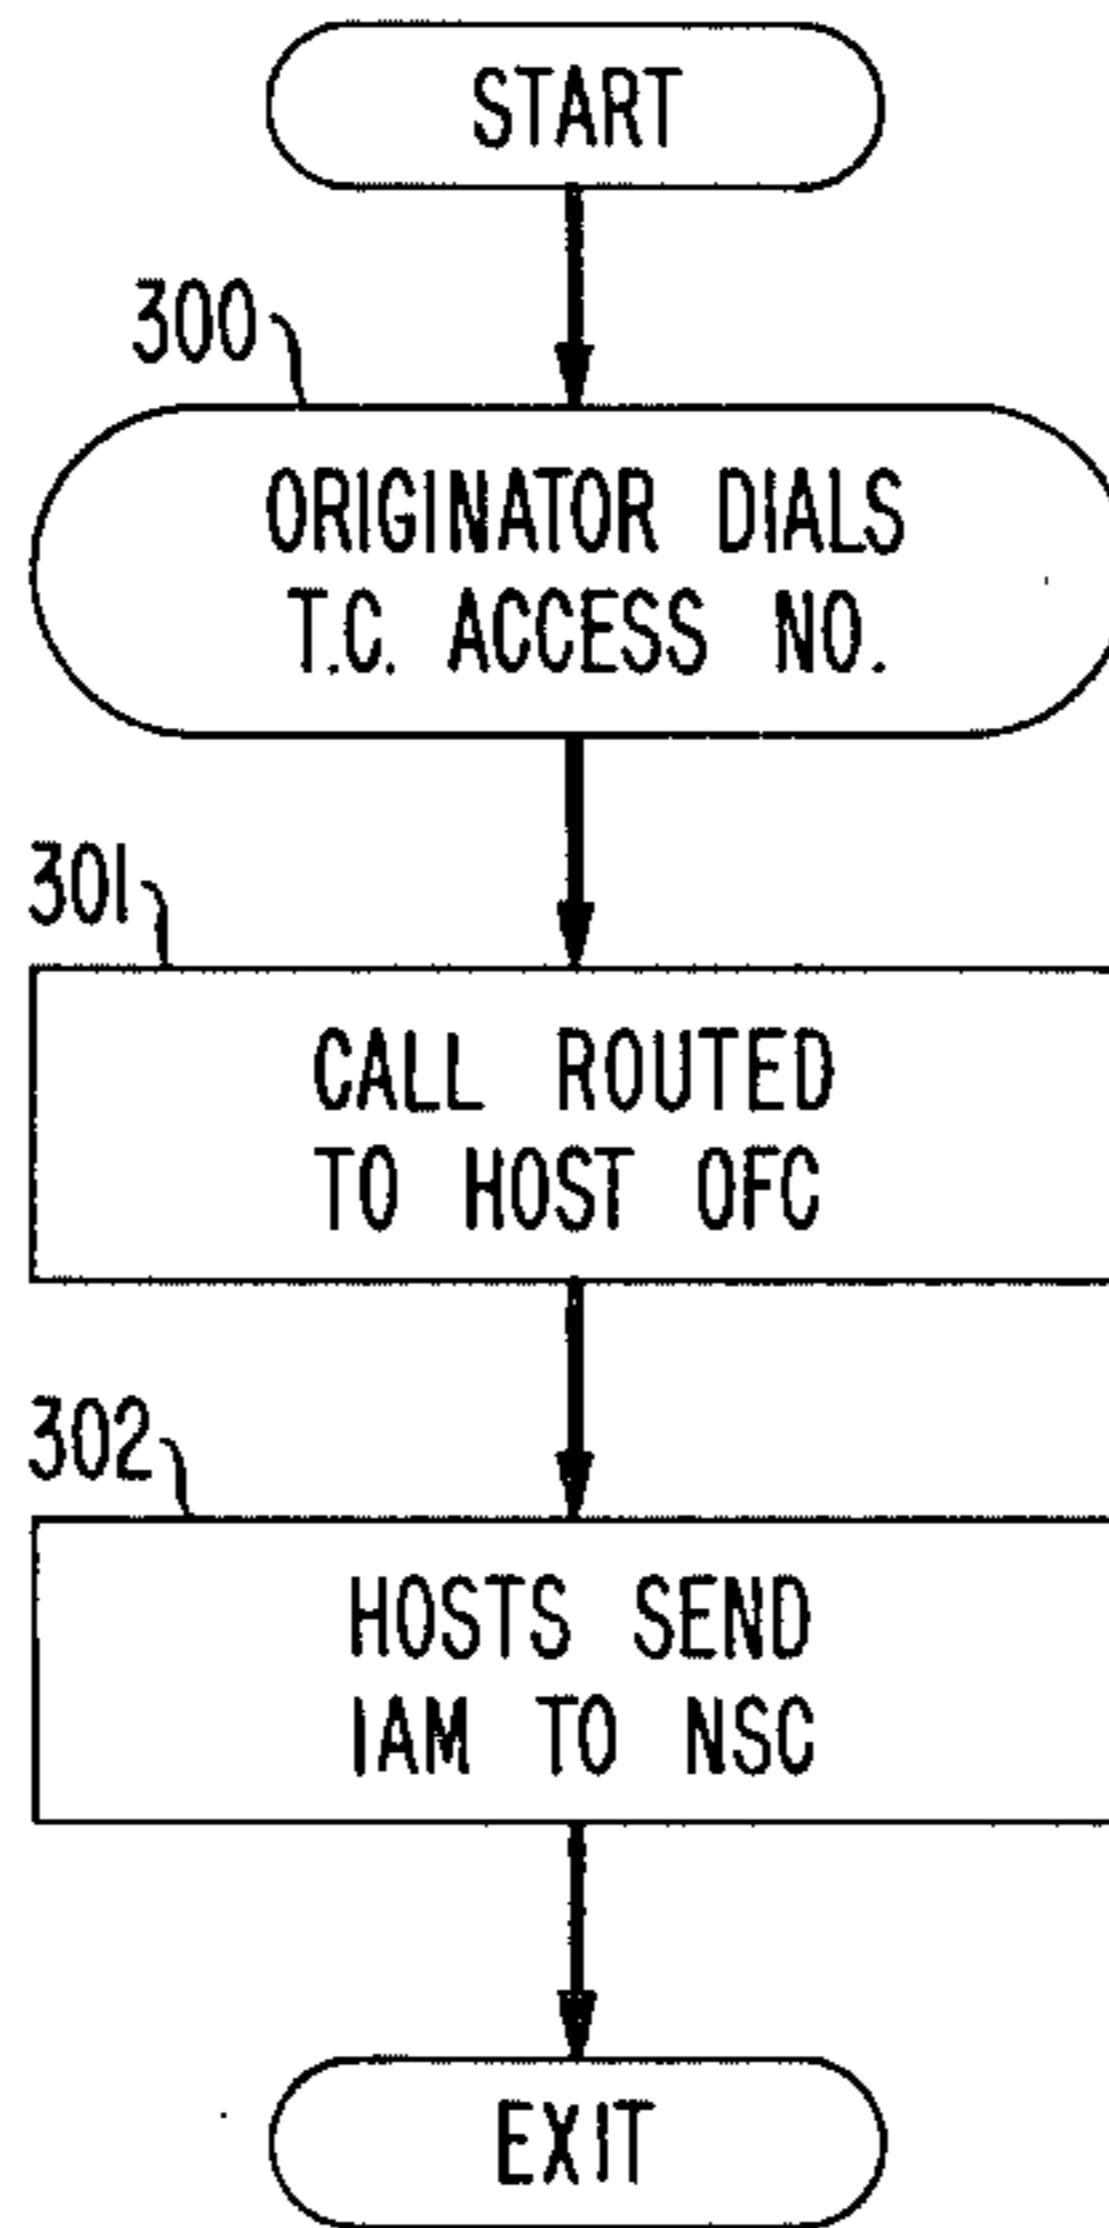 START
300
ORIGINATOR DIALS
T.C. ACCESS NO.
301
CALL ROUTED
TO HOST OFC
302
HOSTS SEND
IAM TO NSC
EXIT